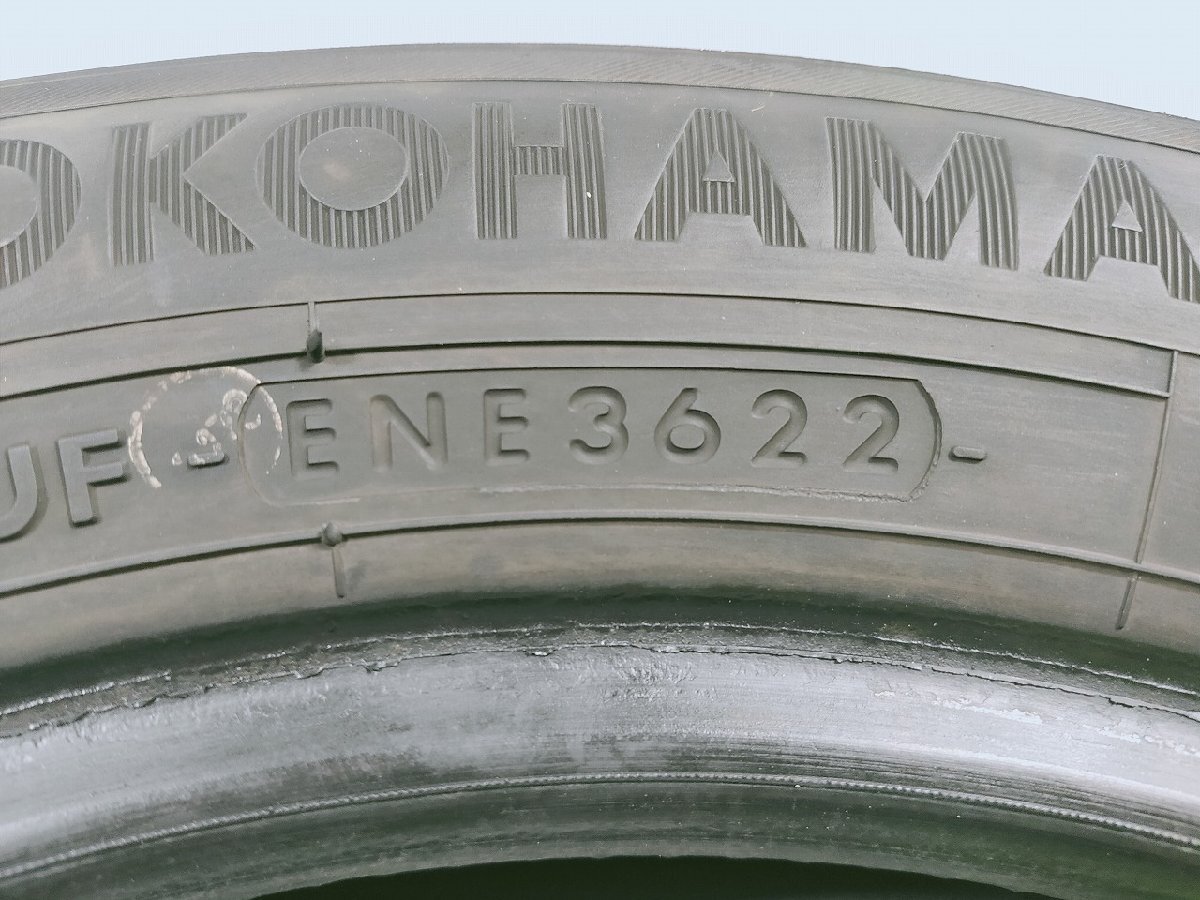 OKOHAMA
UF - ENE3622 -